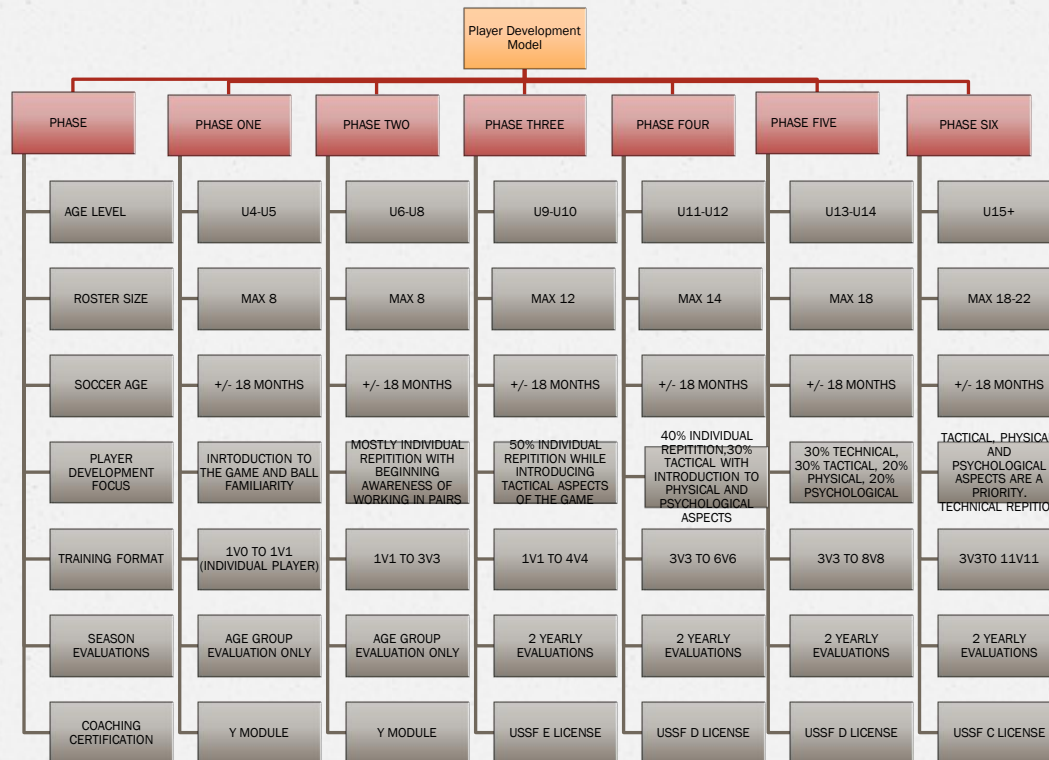 Player Development
Model
PHASE
PHASE ONE
PHASE TWO
PHASE THREE
PHASE FOUR
PHASE FIVE
PHASE SIX
AGE LEVEL
U4-U5
U6-U8
U9-U10
U11-U12
U13-U14
U15+
ROSTER SIZE
MAX 8
MAX 8
MAX 12
MAX 14
MAX 18
MAX 18-22
SOCCER AGE
+/- 18 MONTHS
+/- 18 MONTHS
+/- 18 MONTHS
+/- 18 MONTHS
+/- 18 MONTHS
+/- 18 MONTHS
PLAYER
DEVELOPMENT
FOCUS
INRTODUCTION TO
THE GAME AND BALL
FAMILIARITY
MOSTLY INDIVIDUAL
REPITITION WITH
BEGINNING
AWARENESS OF
WORKING IN PAIRS
50% INDIVIDUAL
REPITITION WHILE
INTRODUCING
TACTICAL ASPECTS
OF THE GAME
40% INDIVIDUAL
REPITITION,30%
TACTICAL WITH
INTRODUCTION TO
PHYSICAL AND
PSYCHOLOGICAL
ASPECTS
30% TECHNICAL,
30% TACTICAL, 20%
PHYSICAL, 20%
PSYCHOLOGICAL
TACTICAL, PHYSICA
AND
PSYCHOLOGICAL
ASPECTS ARE A
PRIORITY.
TECHNICAL REPITIO
TRAINING FORMAT
1V0 TO 1V1
(INDIVIDUAL PLAYER)
1V1 TO 3V3
1V1 TO 4V4
3V3 TO 6V6
3V3 TO 8V8
3V3TO 11V11
SEASON
EVALUATIONS
AGE GROUP
EVALUATION ONLY
AGE GROUP
EVALUATION ONLY
2 YEARLY
EVALUATIONS
2 YEARLY
EVALUATIONS
2 YEARLY
EVALUATIONS
2 YEARLY
EVALUATIONS
COACHING
CERTIFICATION
Y MODULE
Y MODULE
USSF E LICENSE
USSF D LICENSE
USSF D LICENSE
USSF C LICENSE